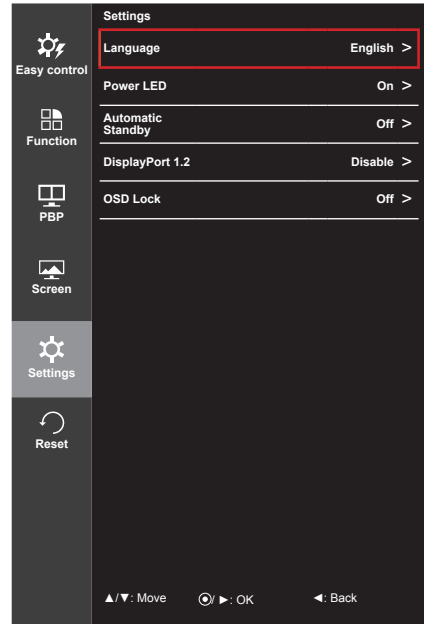 Settings
Easy control
Function
PBP
Screen
Settings
Reset
Language English >
Power LED On >
Automatic
Standby Off >
DisplayPort 1.2 Disable >
OSD Lock Off >
▲/▼: Move ◉/ ►: OK ◄: Back